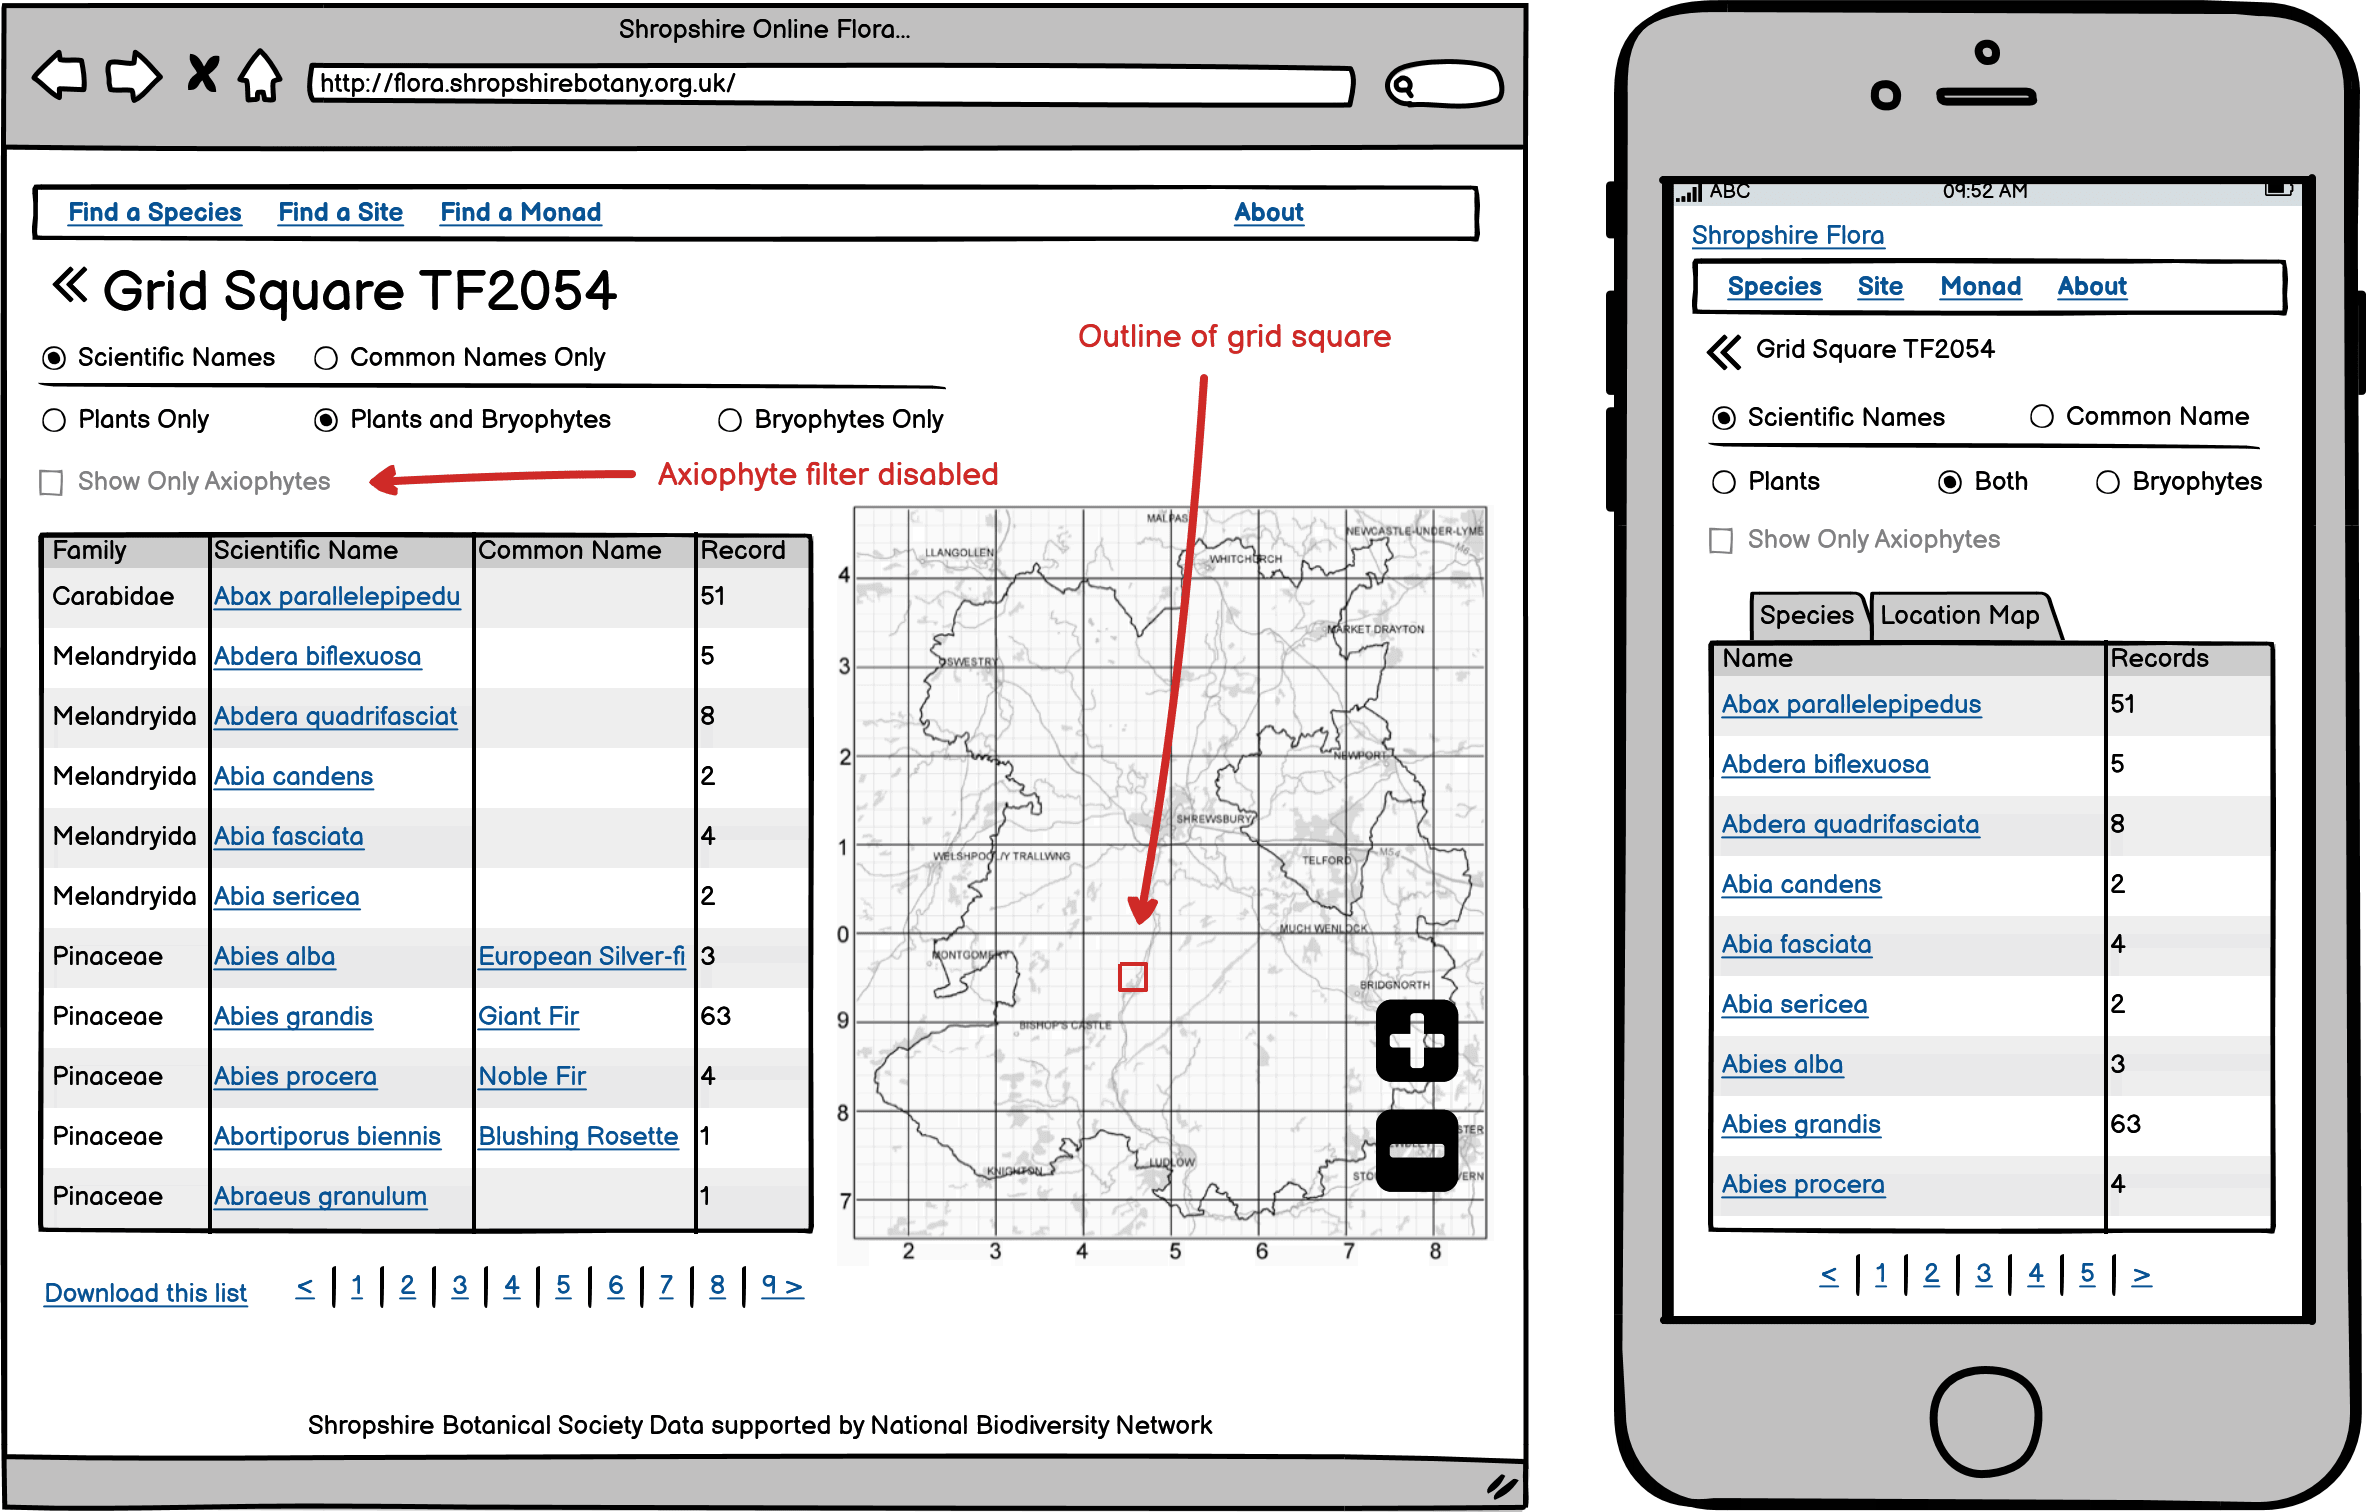 Shropshire Online Flora...
http://flora.shropshirebotany.org.uk/
Find a Species Find a Site Find a Monad About
Grid Square TF2054
Scientific Names Common Names Only
Plants Only Plants and Bryophytes Bryophytes Only
Show Only Axiophytes
Axiophyte filter disabled
Outline of grid square
Family Scientific Name Common Name Record
Carabidae Abax parallelepipedu 51
Melandryida Abdera biflexuosa 5
Melandryida Abdera quadrifasciat 8
Melandryida Abia candens 2
Melandryida Abia fasciata 4
Melandryida Abia sericea 2
Pinaceae Abies alba European Silver-fi 3
Pinaceae Abies grandis Giant Fir 63
Pinaceae Abies procera Noble Fir 4
Pinaceae Abortiporus biennis Blushing Rosette 1
Pinaceae Abraeus granulum 1
Download this list
< 1 2 3 4 5 6 7 8 9 >
MALPAS
NEWCASTLE-UNDER-LYME
LLANGOLLEN
WHITCHURCH
4
MARKET DRAYTON
OSWESTRY
3
2
NEWPORT
SHREWSBURY
1
WELSHPOOL/Y TRALLWNG
TELFORD
M54
0
MUCH WENLOCK
MONTGOMERY
BRIDGNORTH
9
BISHOP'S CASTLE
8
STER
LUDLOW
KNIGHTON
STO
VERN
7
2 3 4 5 6 7 8
Shropshire Botanical Society Data supported by National Biodiversity Network
ABC 09:52 AM
Shropshire Flora
Species Site Monad About
Grid Square TF2054
Scientific Names Common Name
Plants Both Bryophytes
Show Only Axiophytes
Species Location Map
Name Records
Abax parallelepipedus 51
Abdera biflexuosa 5
Abdera quadrifasciata 8
Abia candens 2
Abia fasciata 4
Abia sericea 2
Abies alba 3
Abies grandis 63
Abies procera 4
< 1 2 3 4 5 >